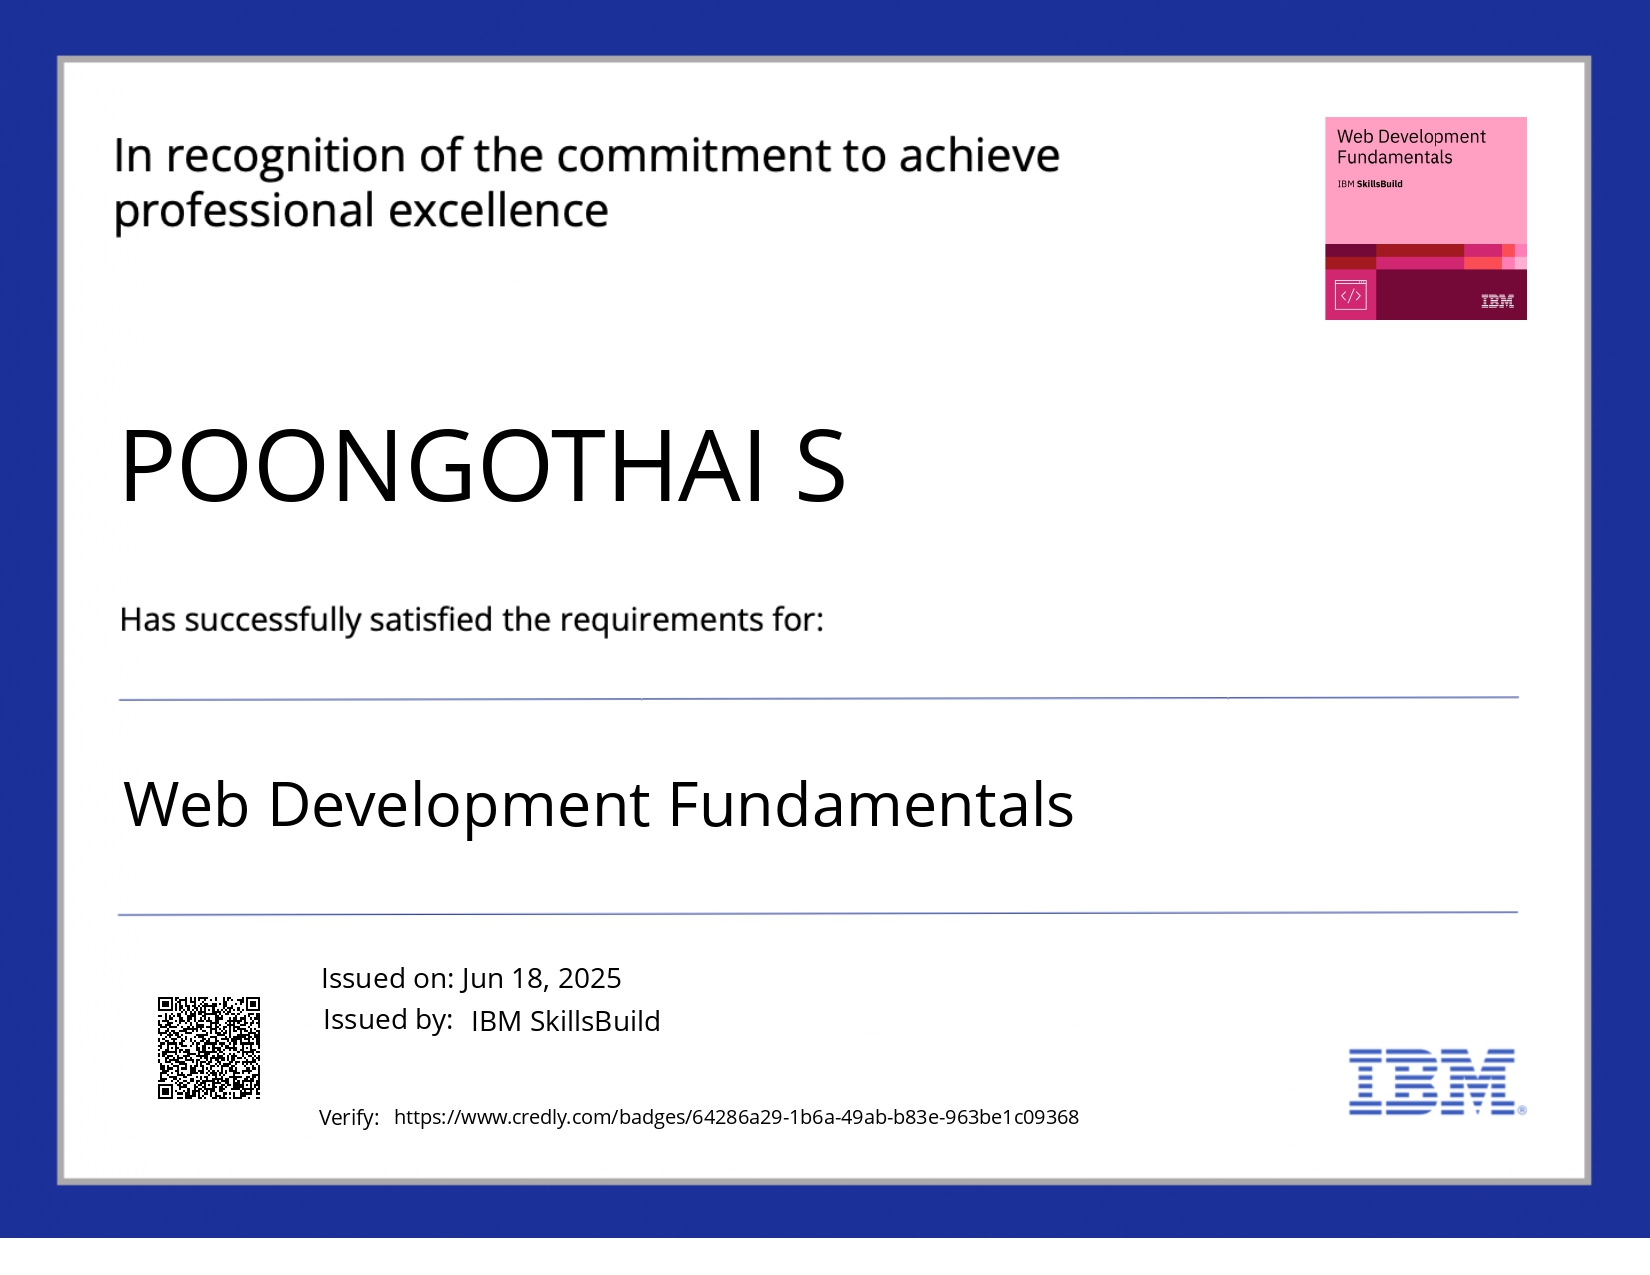 In recognition of the commitment to achieve
professional excellence
Web Development
Fundamentals
IBM SkillsBuild
</>
IBM
POONGOTHAI S
Has successfully satisfied the requirements for:
Web Development Fundamentals
Issued on: Jun 18, 2025
Issued by: IBM SkillsBuild
Verify: https://www.credly.com/badges/64286a29-1b6a-49ab-b83e-963be1c09368
IBM®